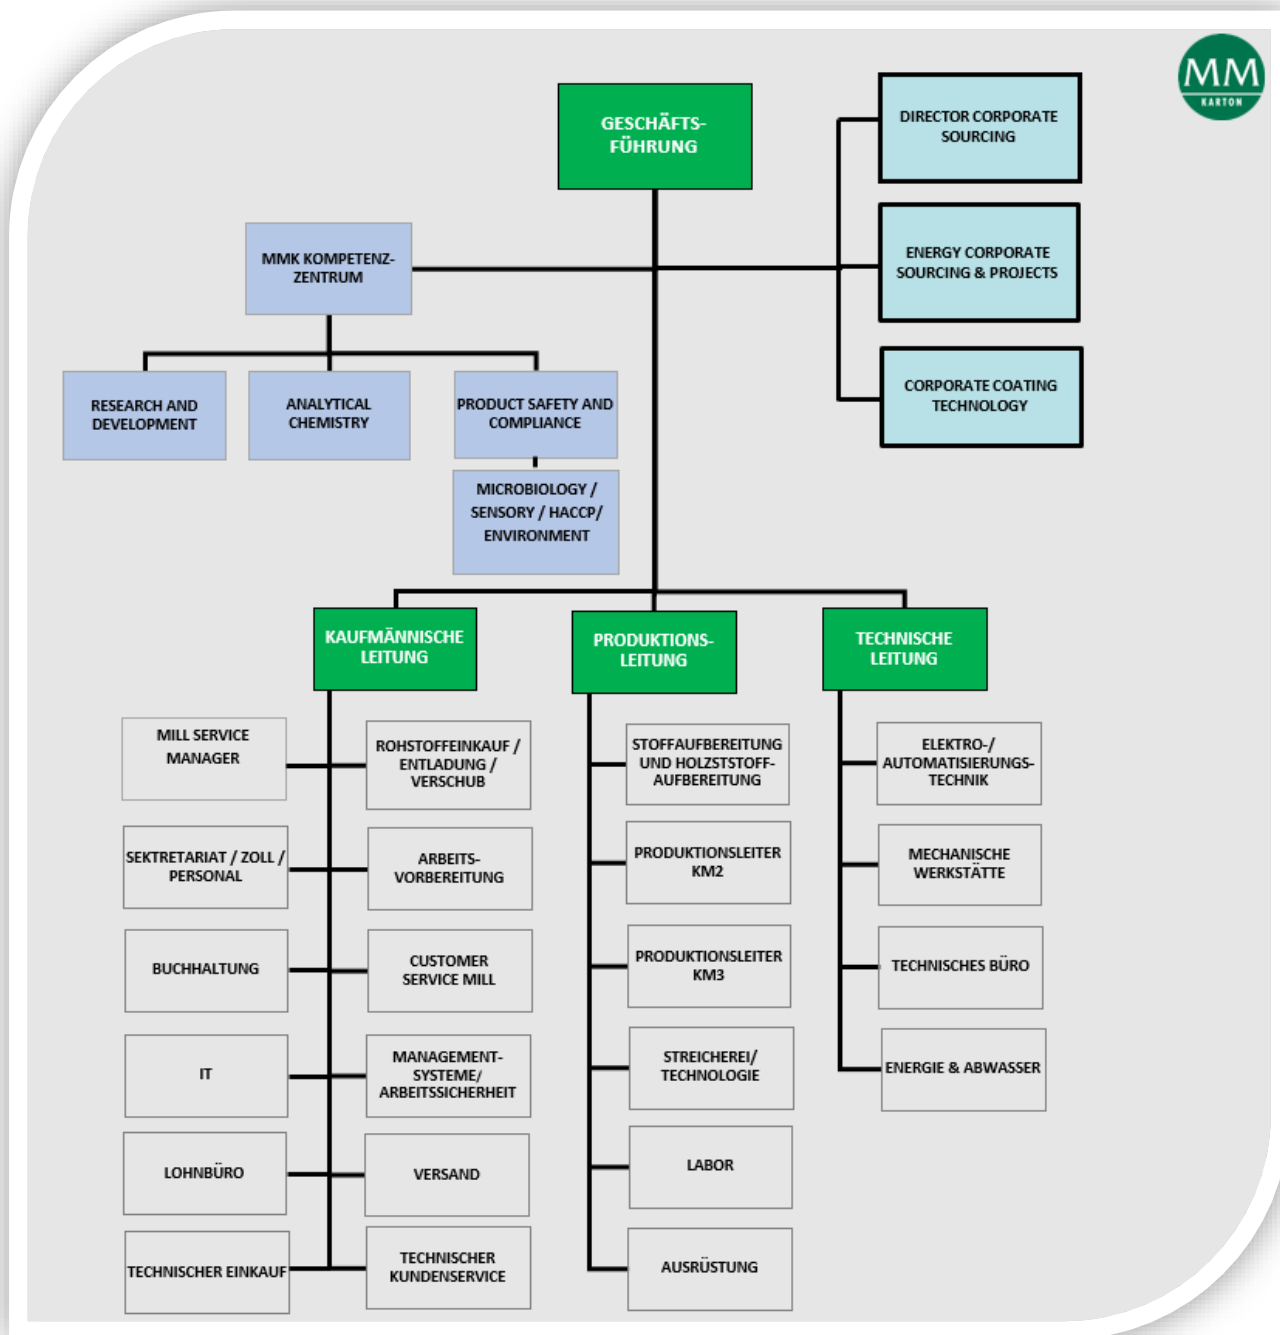 MM
KARTON
GESCHÄFTS-
FÜHRUNG
DIRECTOR CORPORATE
SOURCING
ENERGY CORPORATE
SOURCING & PROJECTS
CORPORATE COATING
TECHNOLOGY
MMK KOMPETENZ-
ZENTRUM
RESEARCH AND
DEVELOPMENT
ANALYTICAL
CHEMISTRY
PRODUCT SAFETY AND
COMPLIANCE
MICROBIOLOGY /
SENSORY / HACCP/
ENVIRONMENT
KAUFMÄNNISCHE
LEITUNG
MILL SERVICE
MANAGER
ROHSTOFFEINKAUF /
ENTLADUNG /
VERSCHUB
SEKTRETARIAT / ZOLL /
PERSONAL
ARBEITS-
VORBEREITUNG
BUCHHALTUNG
CUSTOMER
SERVICE MILL
IT
MANAGEMENT-
SYSTEME/
ARBEITSSICHERHEIT
LOHNBÜRO
VERSAND
TECHNISCHER EINKAUF
TECHNISCHER
KUNDENSERVICE
PRODUKTIONS-
LEITUNG
STOFFAUFBEREITUNG
UND HOLZSTSTOFF-
AUFBEREITUNG
PRODUKTIONSLEITER
KM2
PRODUKTIONSLEITER
KM3
STREICHEREI/
TECHNOLOGIE
LABOR
AUSRÜSTUNG
TECHNISCHE
LEITUNG
ELEKTRO-/
AUTOMATISIERUNGS-
TECHNIK
MECHANISCHE
WERKSTÄTTE
TECHNISCHES BÜRO
ENERGIE & ABWASSER